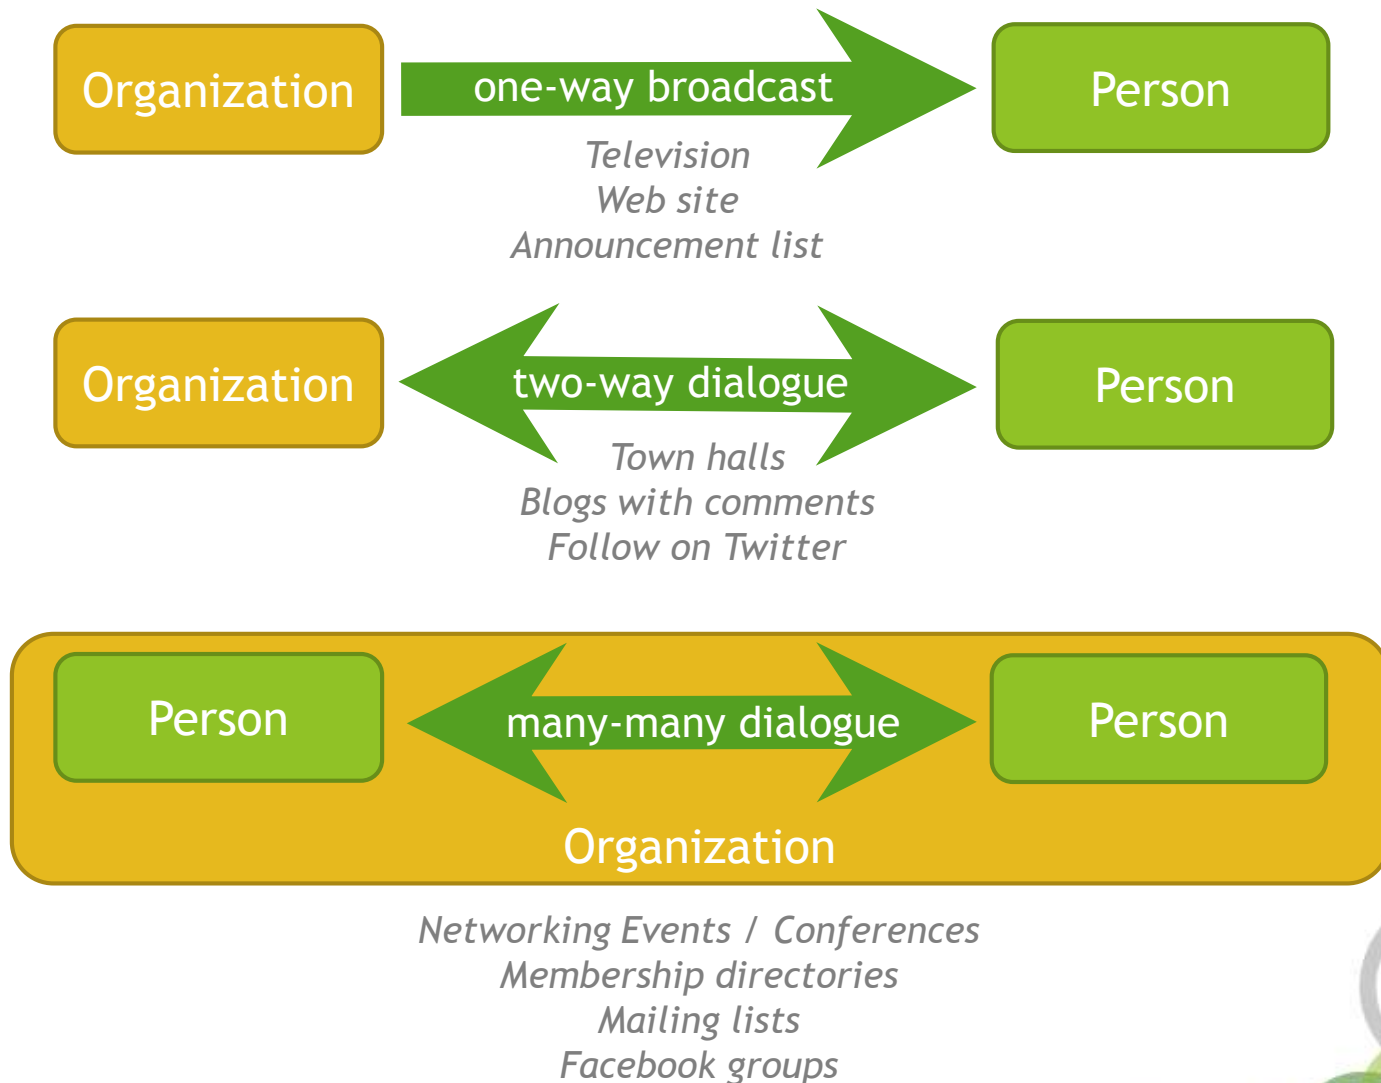 Organization
one-way broadcast
Person
Television
Web site
Announcement list
Organization
two-way dialogue
Person
Town halls
Blogs with comments
Follow on Twitter
Person
many-many dialogue
Person
Organization
Networking Events / Conferences
Membership directories
Mailing lists
Facebook groups